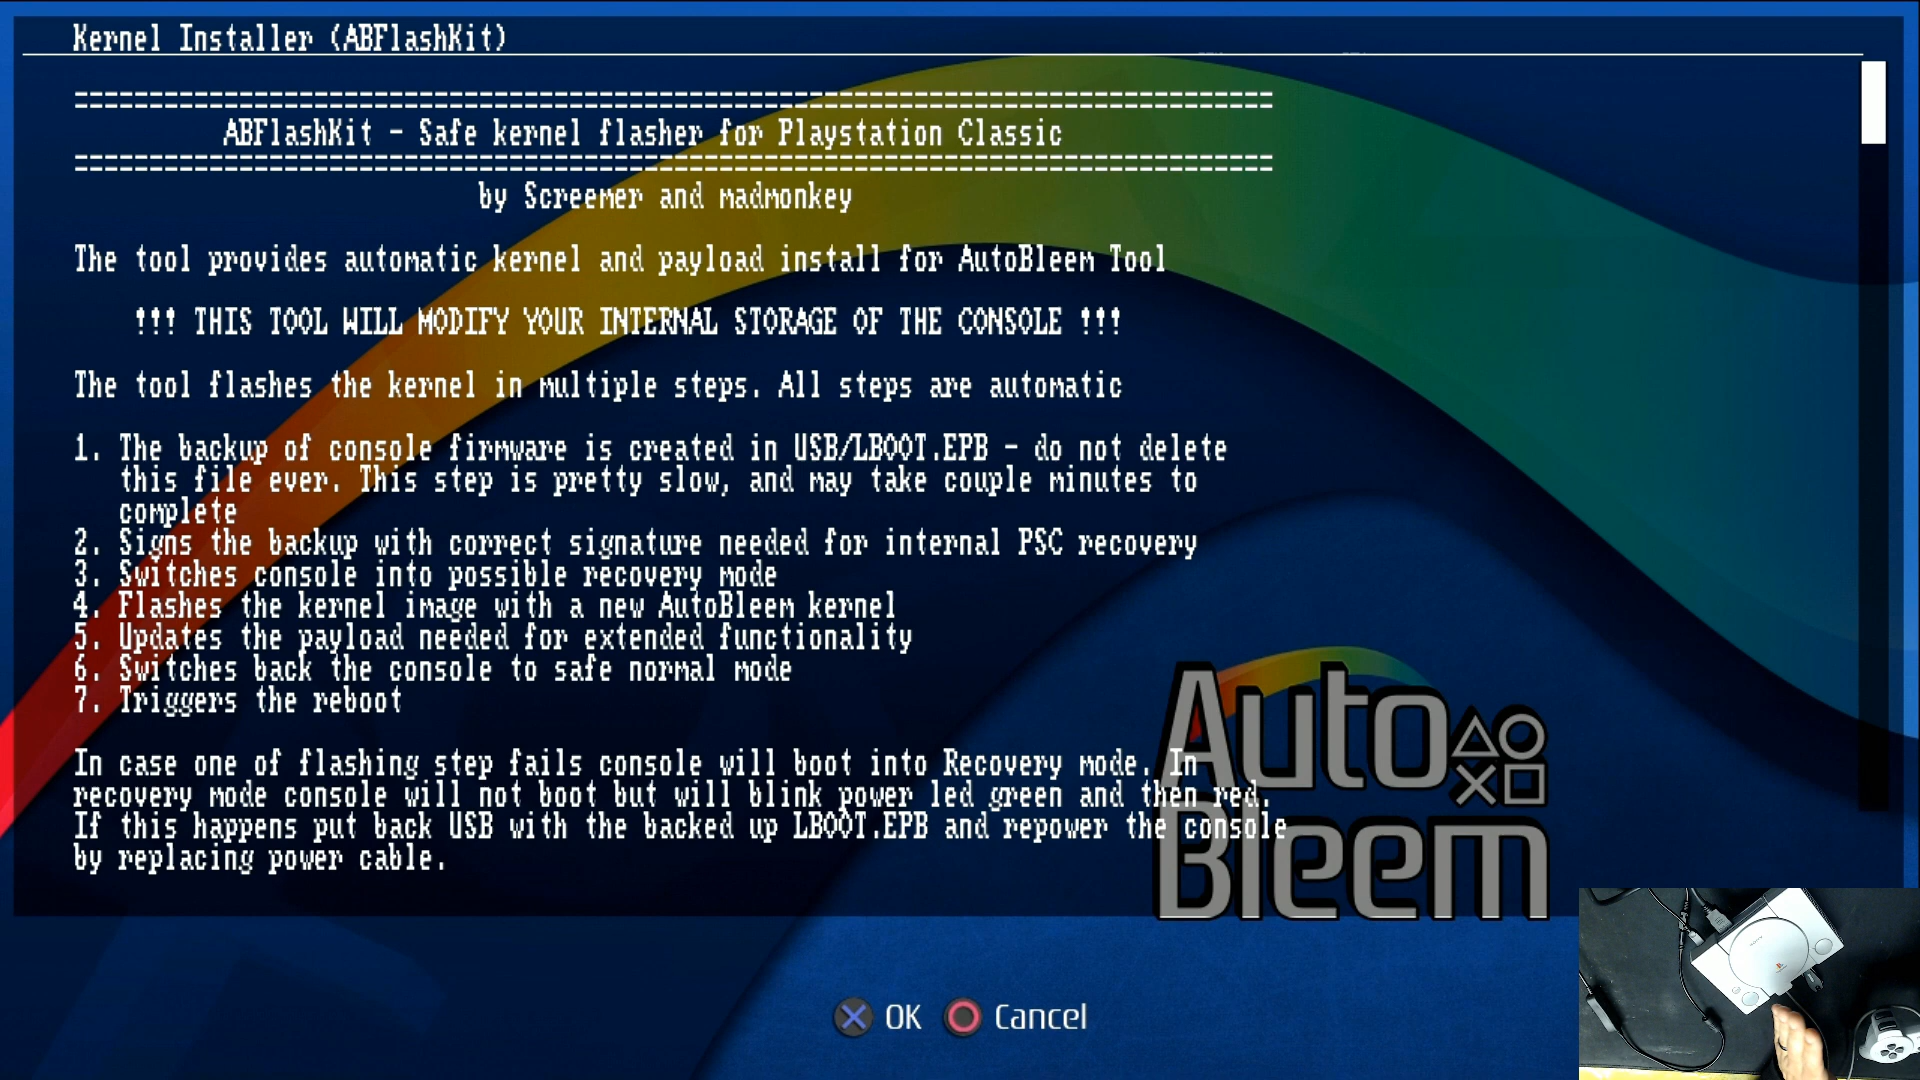 Kernel Installer (ABFlashKit)
================================================================================
ABFlashKit - Safe kernel flasher for Playstation Classic
================================================================================
by Screemer and madmonkey
The tool provides automatic kernel and payload install for AutoBleem Tool
!!! THIS TOOL WILL MODIFY YOUR INTERNAL STORAGE OF THE CONSOLE !!!
The tool flashes the kernel in multiple steps. All steps are automatic
1. The backup of console firmware is created in USB/LBOOT.EPB - do not delete
this file ever. This step is pretty slow, and may take couple minutes to
complete
2. Signs the backup with correct signature needed for internal PSC recovery
3. Switches console into possible recovery mode
4. Flashes the kernel image with a new AutoBleem kernel
5. Updates the payload needed for extended functionality
6. Switches back the console to safe normal mode
7. Triggers the reboot
In case one of flashing step fails console will boot into Recovery mode. In
recovery mode console will not boot but will blink power led green and then red.
If this happens put back USB with the backed up LBOOT.EPB and repower the console
by replacing power cable.
Auto
Bleem
OK Cancel